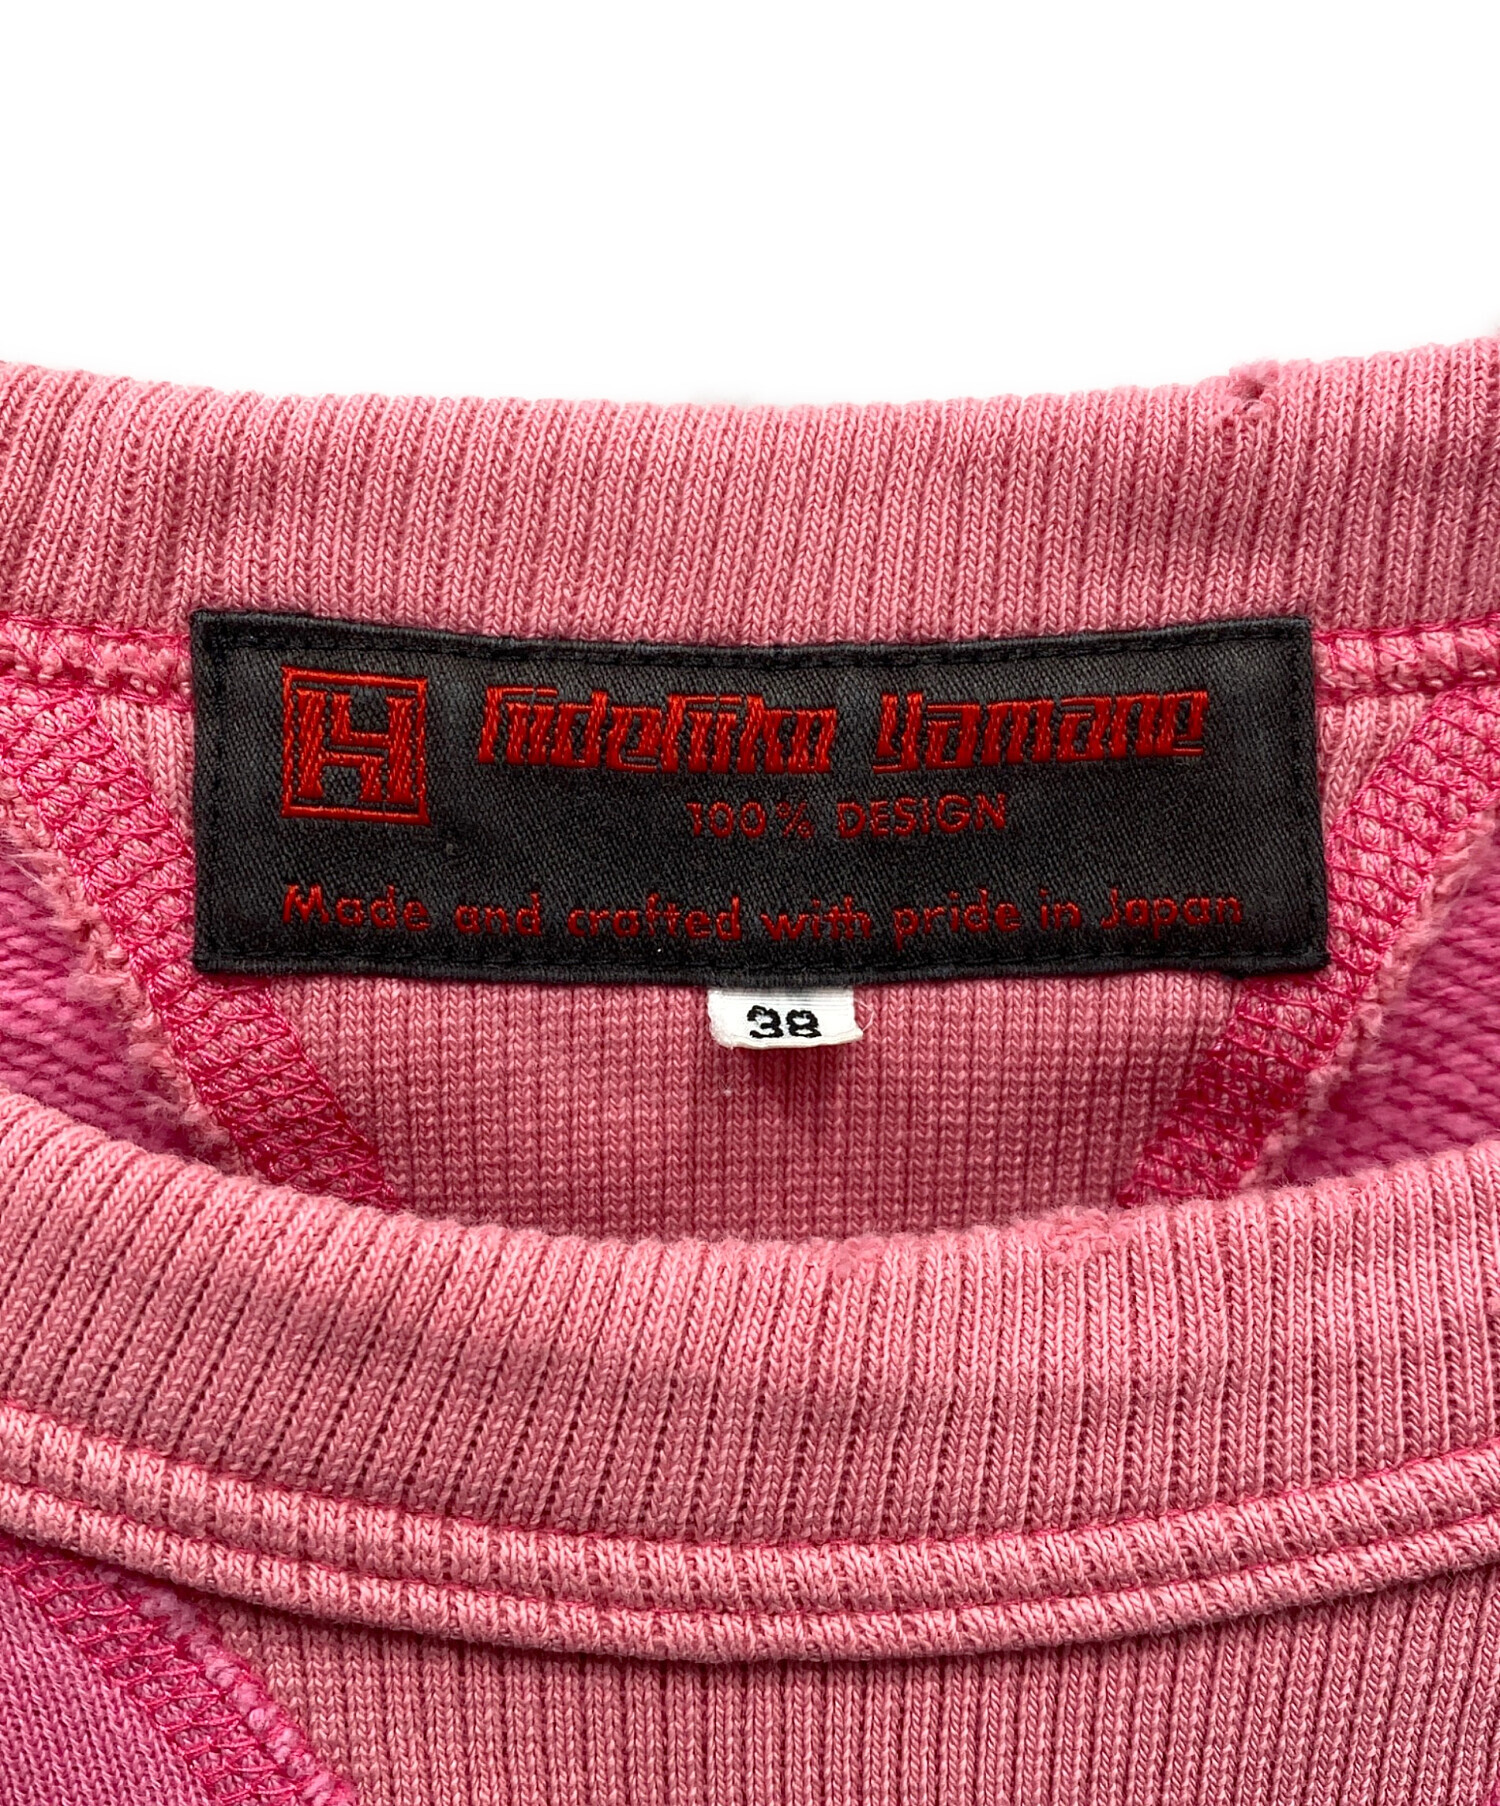 H Hidehiko Yamane
100% DESIGN
Made and crafted with pride in Japan
38